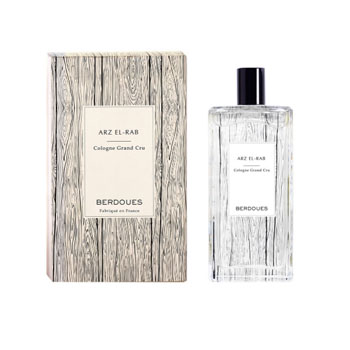 ARZ EL-RAB
Cologne Grand Cru
BERDOUES
Fabriqué en France
ARZ EL-RAB
Cologne Grand Cru
BERDOUES